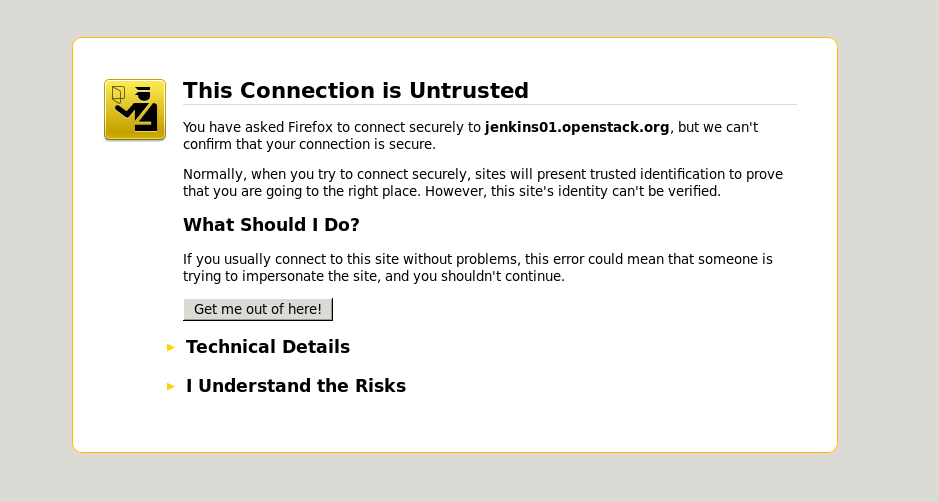 This Connection is Untrusted
You have asked Firefox to connect securely to jenkins01.openstack.org, but we can't
confirm that your connection is secure.
Normally, when you try to connect securely, sites will present trusted identification to prove
that you are going to the right place. However, this site's identity can't be verified.
What Should I Do?
If you usually connect to this site without problems, this error could mean that someone is
trying to impersonate the site, and you shouldn't continue.
Get me out of here!
Technical Details
I Understand the Risks